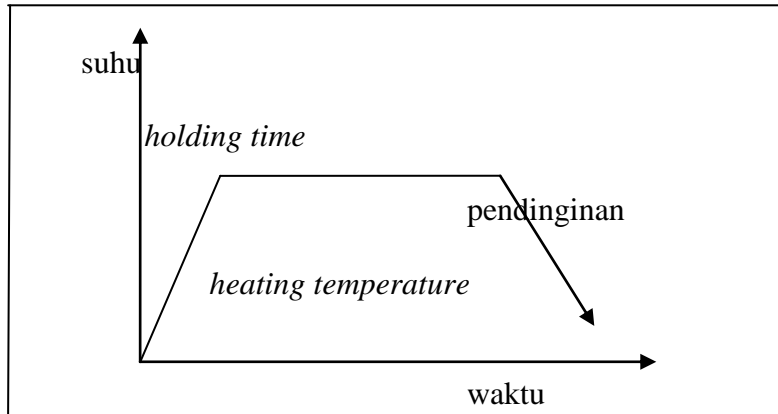 suhu
holding time
pendinginan
heating temperature
waktu